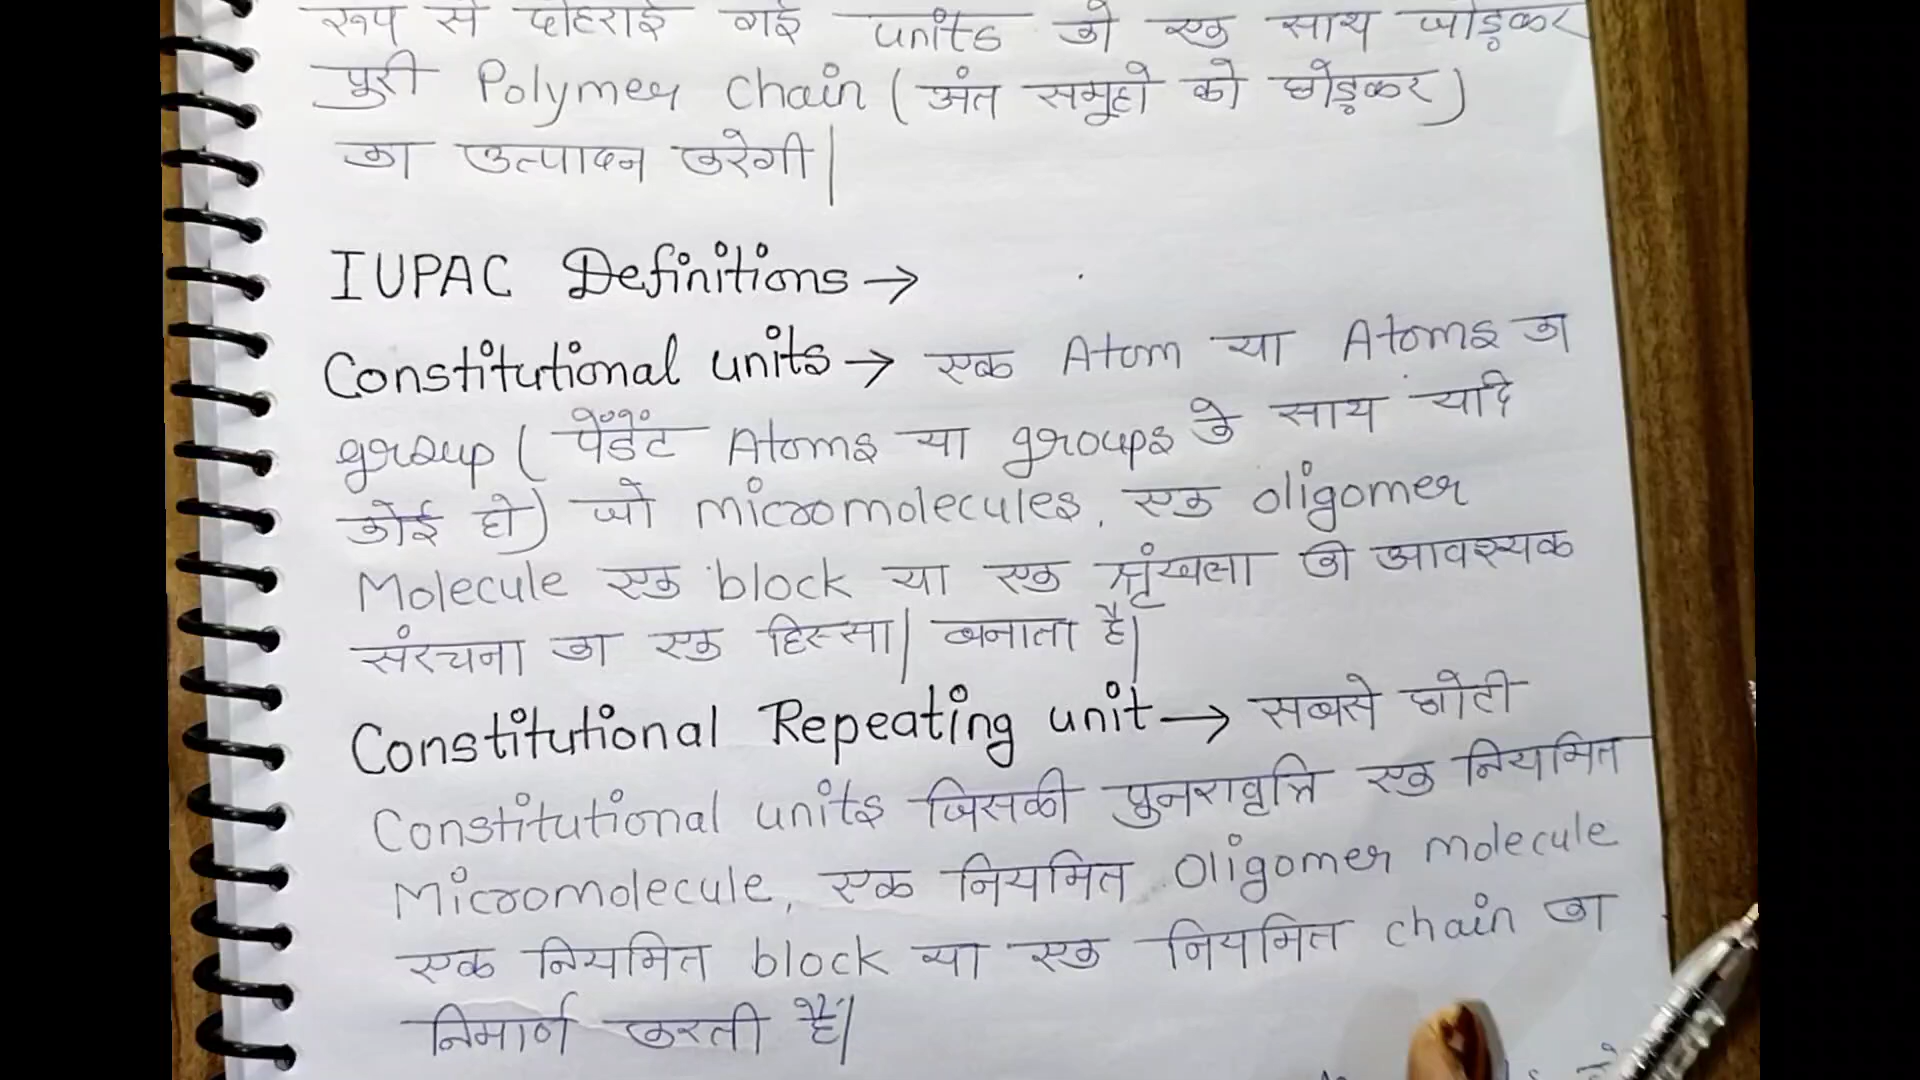 रूप से दोहराई गई units को एक साथ जोड़कर
पुरी Polymer Chain (अंत समूहो को छोड़कर)
का उत्पादन करेगी|
IUPAC Definitions →
Constitutional units → एक Atom या Atoms का
group ( पेंडेंट Atoms या groups के साथ यदि
कोई हो) जो micromolecules, एक oligomer
Molecule एक block या एक श्रृंखला की आवश्यक
संरचना का एक हिस्सा| बनाता है|
Constitutional Repeating unit → सबसे छोटी
Constitutional units जिसकी पुनरावृत्ति एक नियमित
Micromolecule, एक नियमित Oligomer molecule
एक नियमित block या एक नियमित chain का
निमार्ण करती है|